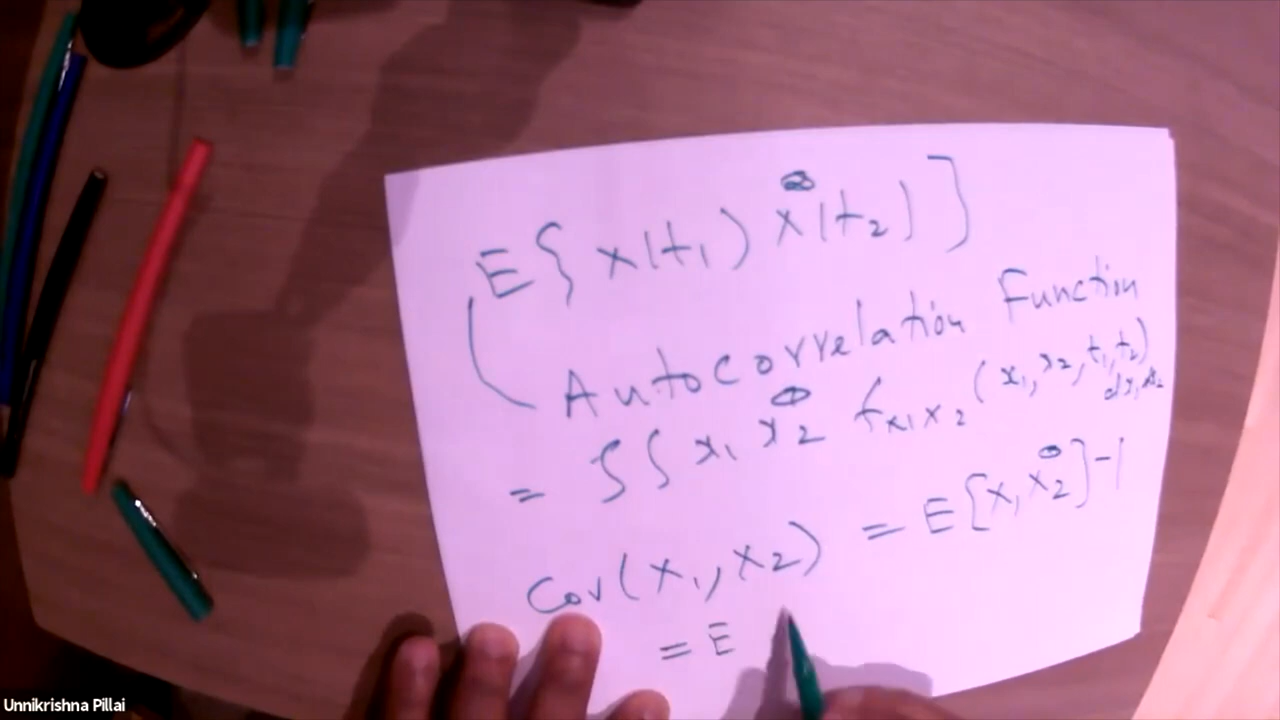 E{ X(t₁) X*(t₂) ]
Autocorrelation Function
= ∫∫ x₁ x₂* f x₁x₂ (x₁, x₂, t₁, t₂)
dx₁ dx₂
Cov(X₁, X₂) = E[X₁ X₂*] -
= E
Unnikrishna Pillai